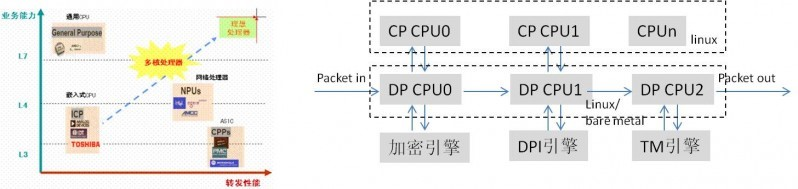 业务能力
通用CPU
General Purpose
理想
处理器
L7
多核处理器
嵌入式CPU
网络处理器
NPUs
L4
ICP
AMCC
TOSHIBA
ASIC
CPPs
PMC
L3
转发性能
CP CPU0
CP CPU1
CPUn
linux
Packet in
DP CPU0
DP CPU1
DP CPU2
Packet out
Linux/
bare metal
加密引擎
DPI引擎
TM引擎